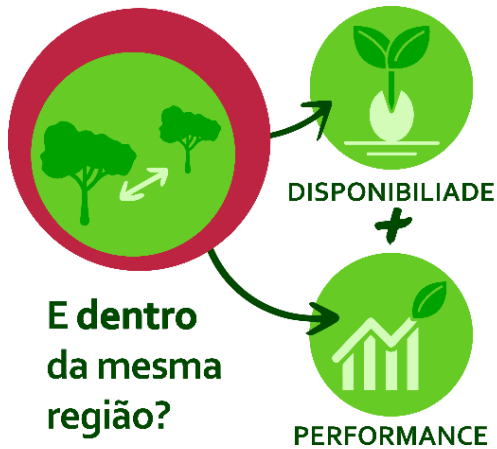 DISPONIBILIADE
+
PERFORMANCE
E dentro
da mesma
região?